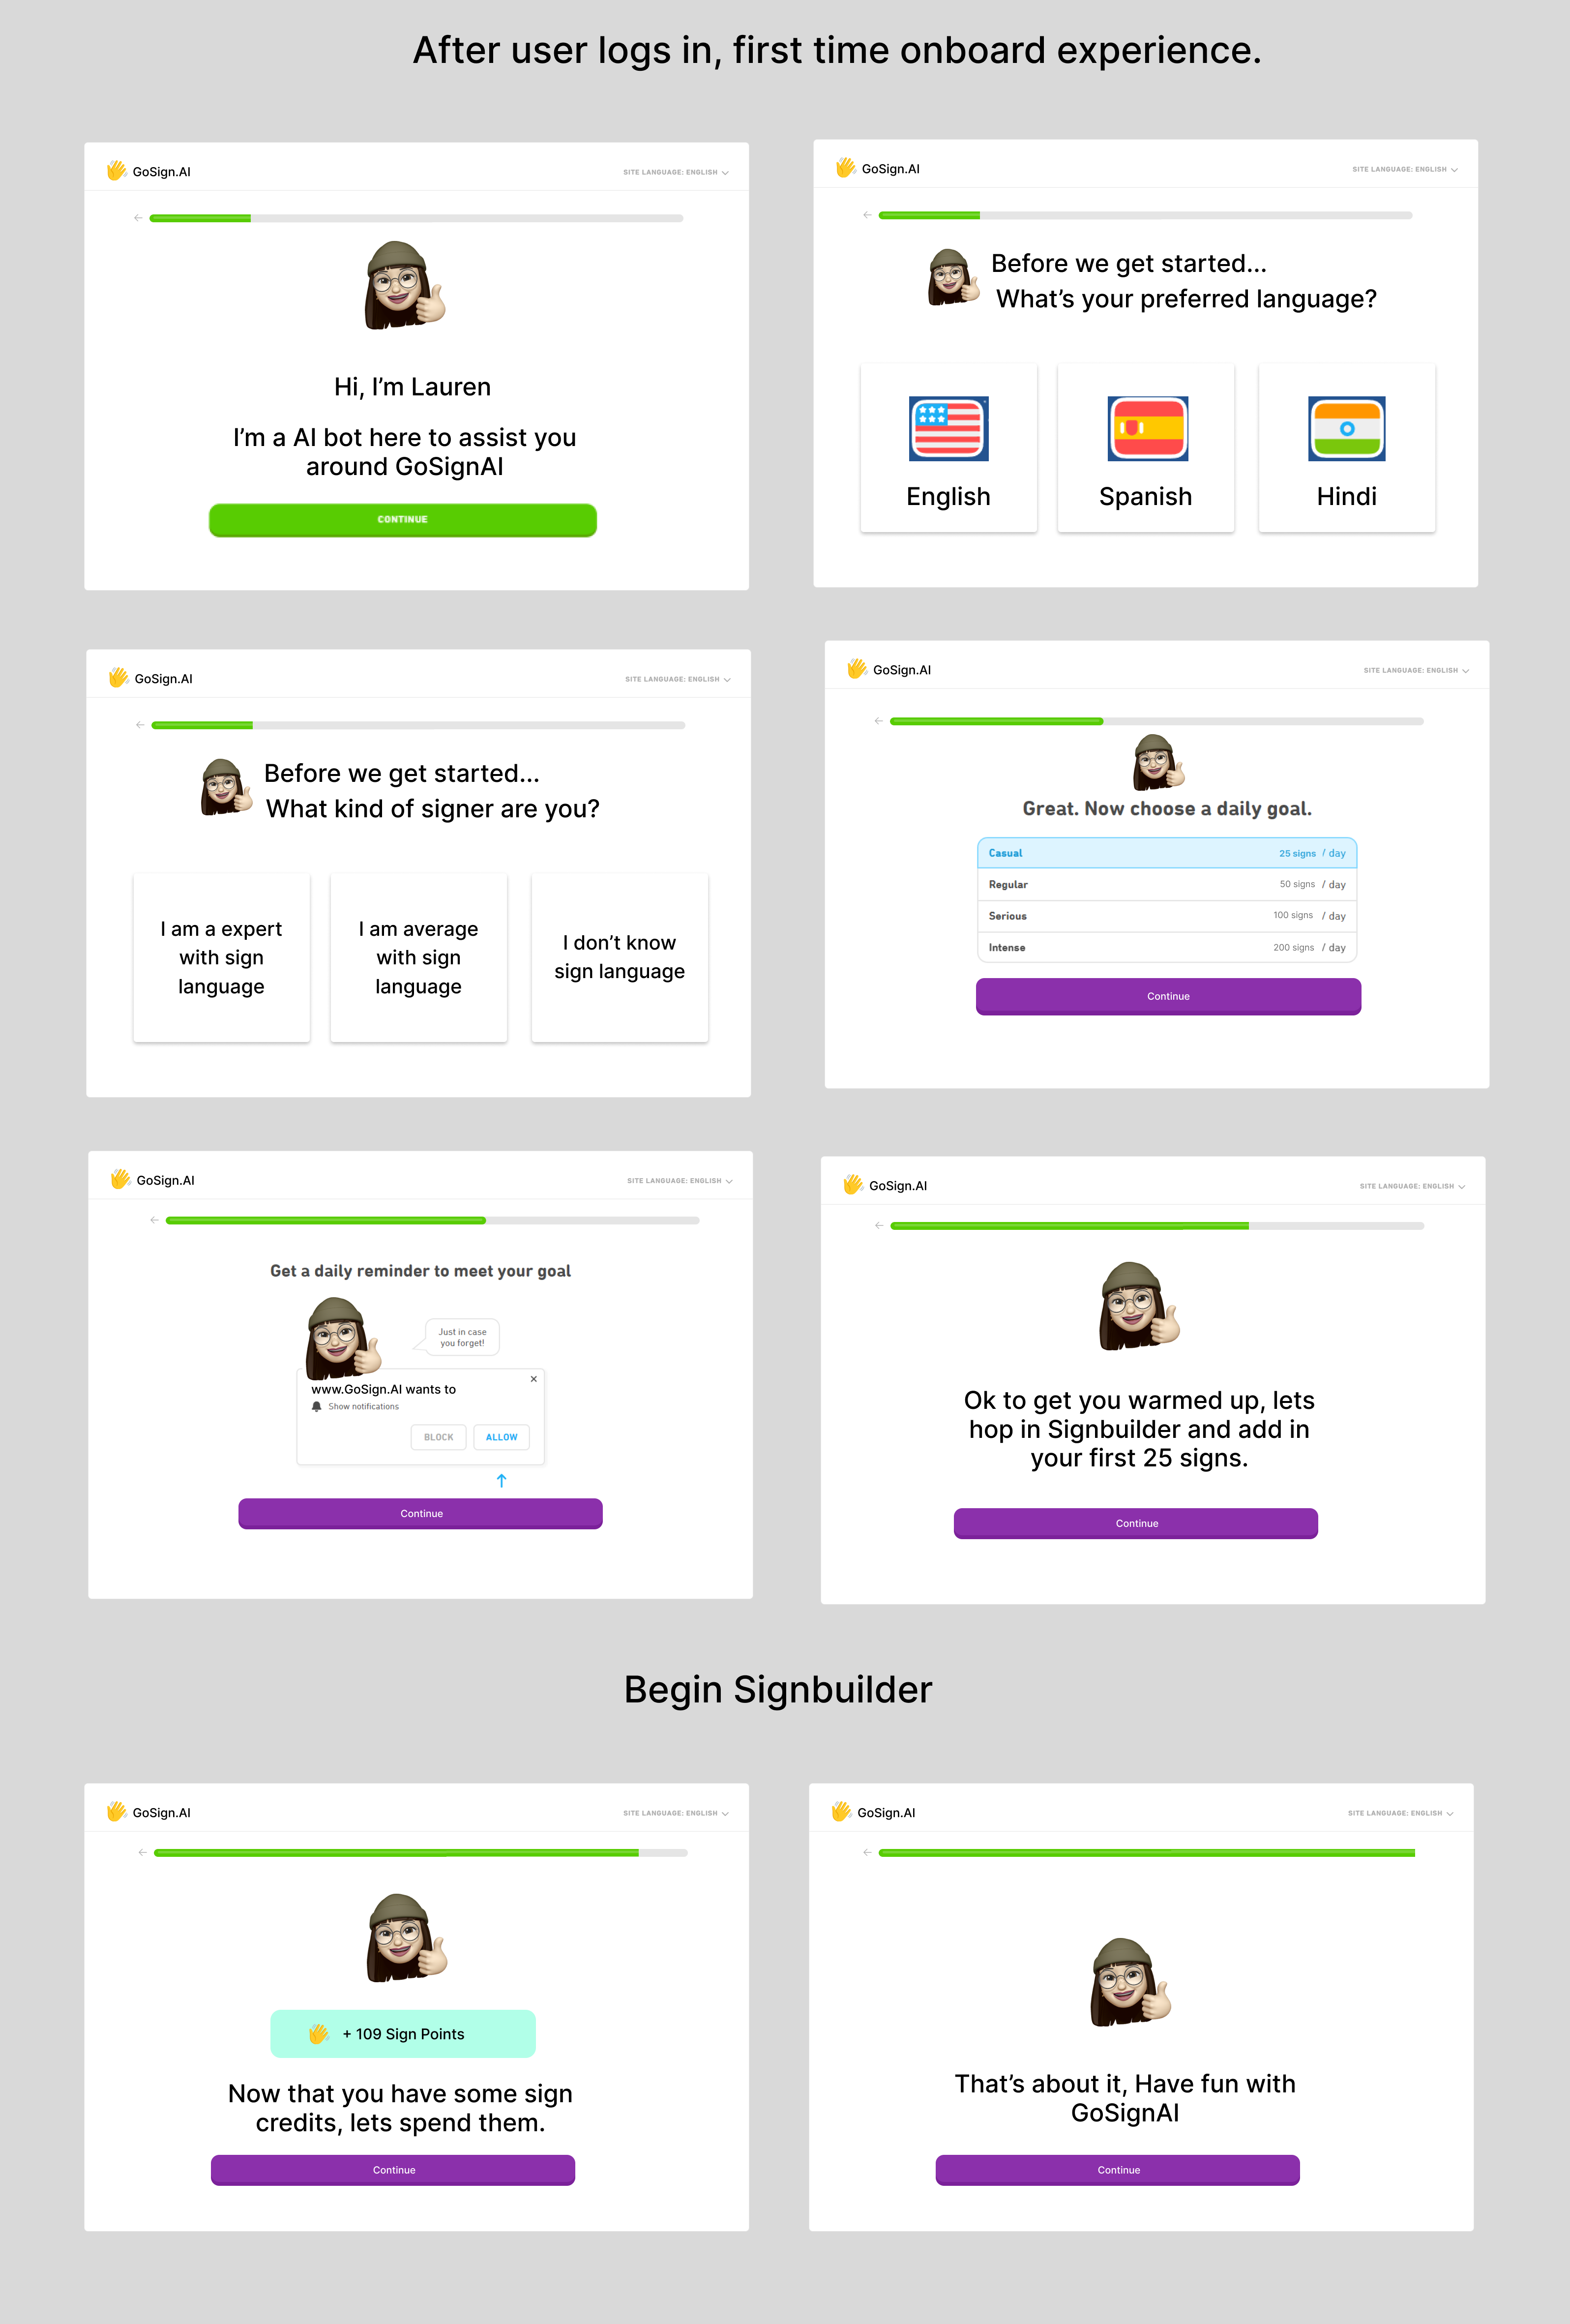 After user logs in, first time onboard experience.
GoSign.AI
SITE LANGUAGE: ENGLISH
Hi, I'm Lauren
I'm a AI bot here to assist you
around GoSignAI
CONTINUE
GoSign.AI
SITE LANGUAGE: ENGLISH
Before we get started...
What's your preferred language?
English
Spanish
Hindi
GoSign.AI
SITE LANGUAGE: ENGLISH
Before we get started...
What kind of signer are you?
I am a expert
with sign
language
I am average
with sign
language
I don't know
sign language
GoSign.AI
SITE LANGUAGE: ENGLISH
Great. Now choose a daily goal.
Casual 25 signs / day
Regular 50 signs / day
Serious 100 signs / day
Intense 200 signs / day
Continue
GoSign.AI
SITE LANGUAGE: ENGLISH
Get a daily reminder to meet your goal
Just in case
you forget!
www.GoSign.AI wants to
Show notifications
BLOCK
ALLOW
Continue
GoSign.AI
SITE LANGUAGE: ENGLISH
Ok to get you warmed up, lets
hop in Signbuilder and add in
your first 25 signs.
Continue
Begin Signbuilder
GoSign.AI
SITE LANGUAGE: ENGLISH
+ 109 Sign Points
Now that you have some sign
credits, lets spend them.
Continue
GoSign.AI
SITE LANGUAGE: ENGLISH
That's about it, Have fun with
GoSignAI
Continue